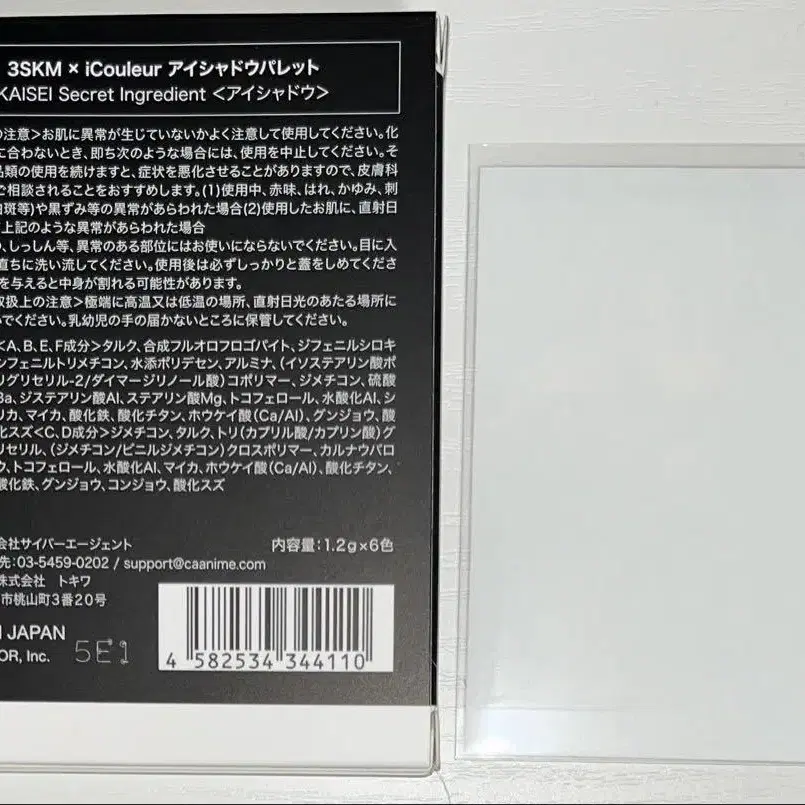 3SKM × iCouleur アイシャドウパレット
KAISEI Secret Ingredient <アイシャドウ>
の注意>お肌に異常が生じていないかよく注意して使用してください。化
に合わないとき、即ち次のような場合には、使用を中止してください。そ
品類の使用を続けますと、症状を悪化させることがありますので、皮膚科
ご相談されることをおすすめします。(1)使用中、赤味、はれ、かゆみ、刺
白斑等)や黒ずみ等の異常があらわれた場合(2)使用したお肌に、直射日
上記のような異常があらわれた場合
、しっしん等、異常のある部位にはお使いにならないでください。目に入
直ちに洗い流してください。使用後は必ずしっかりと蓋をしめてくださ
を与えると中身が割れる可能性があります。
取扱上の注意>極端に高温又は低温の場所、直射日光のあたる場所に
いでください。乳幼児の手の届かないところに保管してください。
<A、B、E、F成分>タルク、合成フルオロフロゴパイト、ジフェニルシロキ
ンフェニルトリメチコン、水添ポリデセン、アルミナ、(イソステアリン酸ポ
リグリセリル-2/ダイマージリノール酸)コポリマー、ジメチコン、硫酸
Ba、ジステアリン酸Al、ステアリン酸Mg、トコフェロール、水酸化Al、シ
リカ、マイカ、酸化鉄、酸化チタン、ホウケイ酸(Ca/Al)、グンジョウ、酸
化スズ<C、D成分>ジメチコン、タルク、トリ(カプリル酸/カプリン酸)グ
リセリル、(ジメチコン/ビニルジメチコン)クロスポリマー、カルナウバロ
ウ、トコフェロール、水酸化Al、マイカ、ホウケイ酸(Ca/Al)、酸化チタン、
酸化鉄、グンジョウ、コンジョウ、酸化スズ
会社サイバーエージェント 内容量:1.2g×6色
先:03-5459-0202 / support@caanime.com
株式会社 トキワ
市桃山町3番20号
JAPAN
OR, Inc. 5E1
4 582534 344110